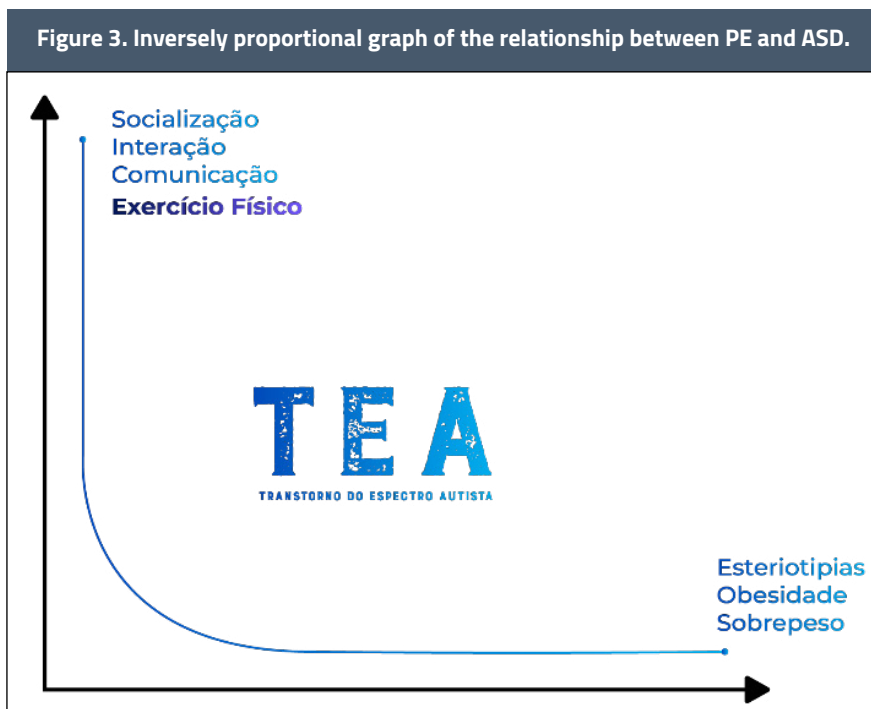 Figure 3. Inversely proportional graph of the relationship between PE and ASD.
Socialização
Interação
Comunicação
Exercício Físico
TEA
TRANSTORNO DO ESPECTRO AUTISTA
Esteriotipias
Obesidade
Sobrepeso